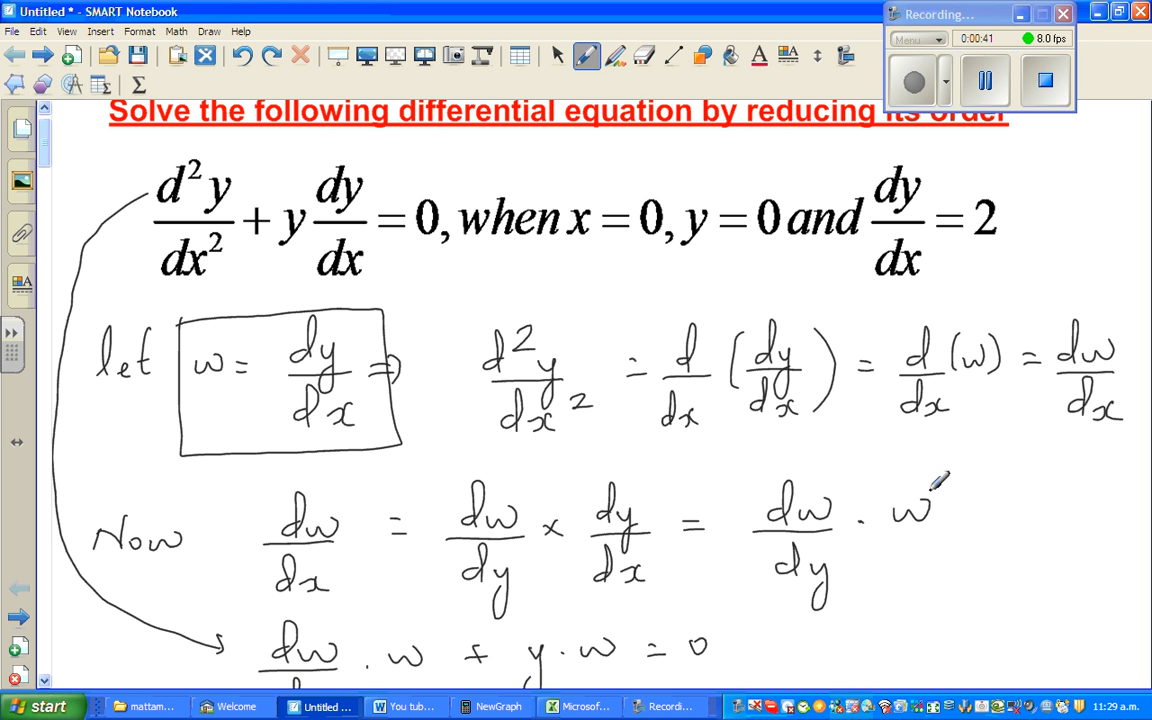 Untitled * - SMART Notebook
Recording...
File Edit View Insert Format Math Draw Help
Menu 0:00:41 8.0 fps
Solve the following differential equation by reducing its order
d²y/dx² + y dy/dx = 0, when x = 0, y = 0 and dy/dx = 2
let w = dy/dx ⇒ d²y/dx² = d/dx (dy/dx) = d/dx (w) = dw/dx
Now dw/dx = dw/dy × dy/dx = dw/dy . w
dw/d . w + y . w = 0
start mattam... Welcome Untitled ... You tub... NewGraph Microsof... Recordi... 11:29 a.m.